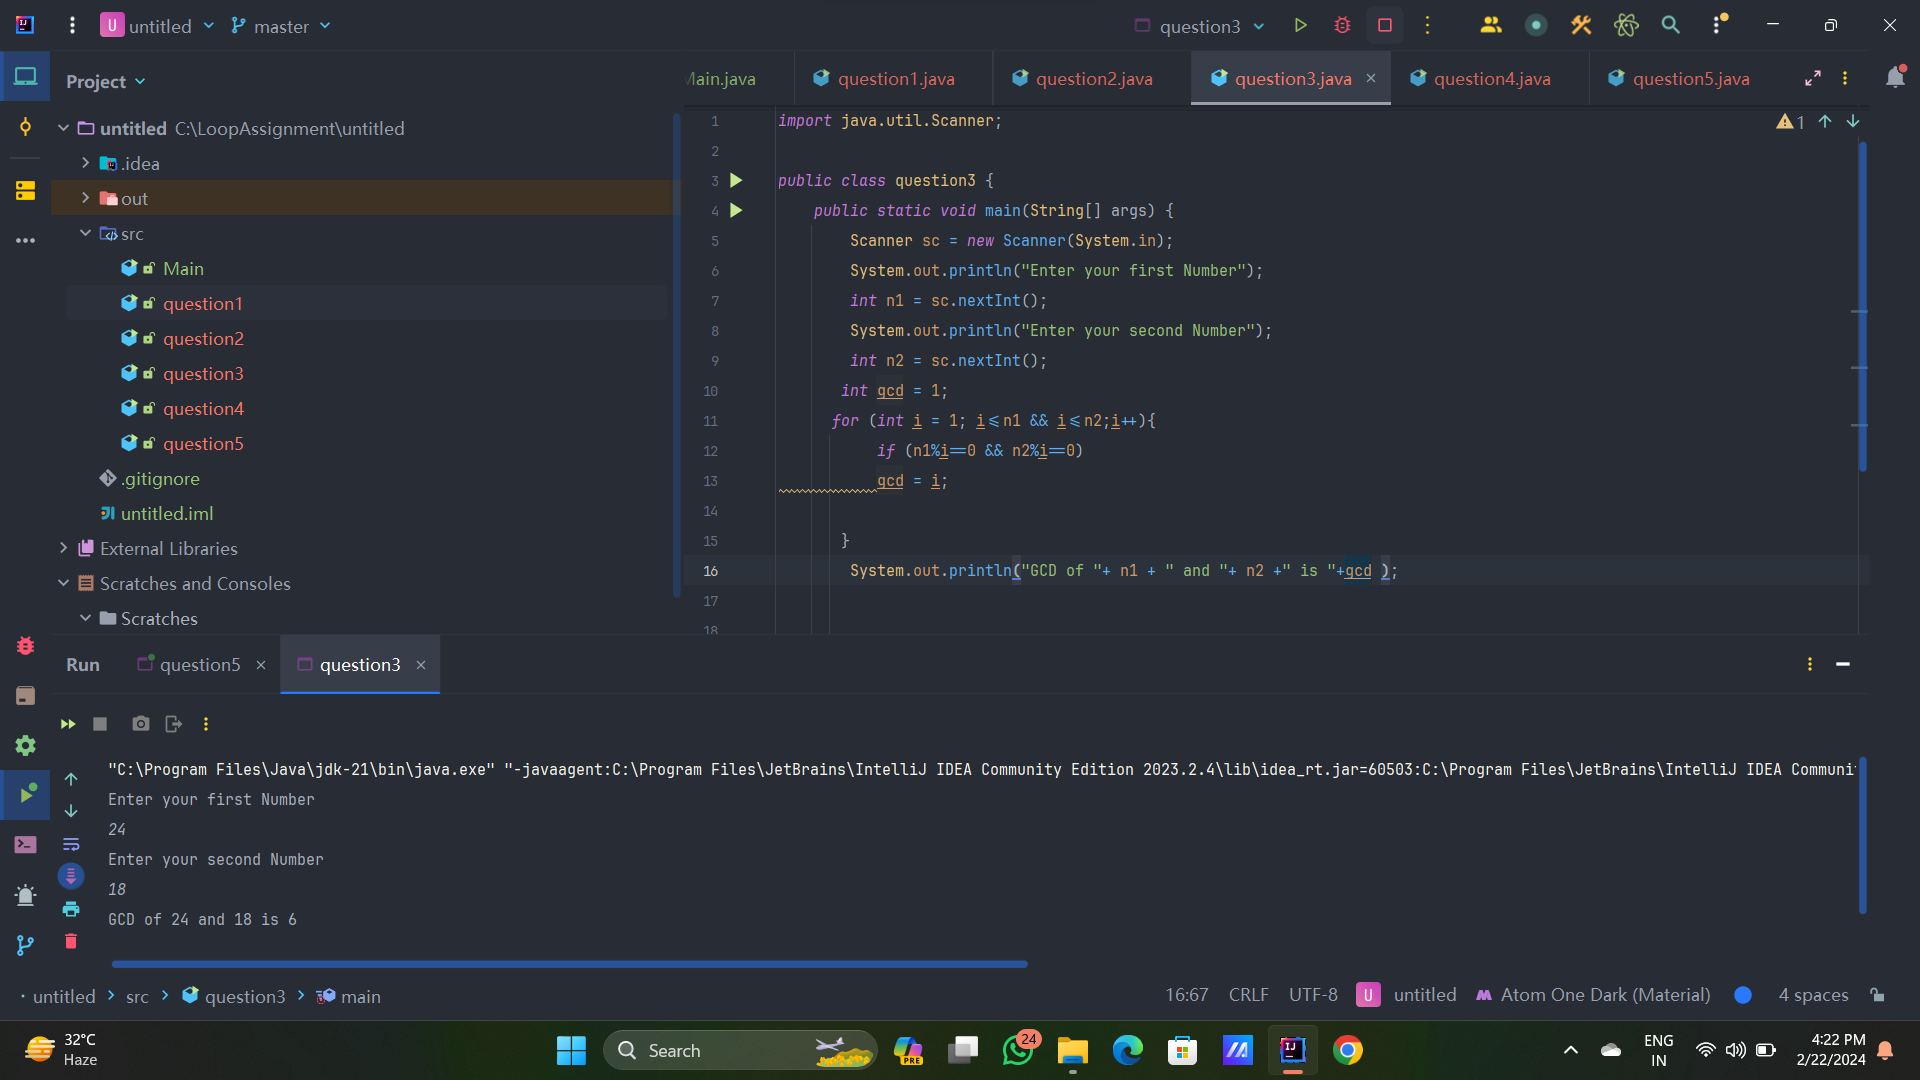 U untitled master question3
Project
Main.java question1.java question2.java question3.java question4.java question5.java
untitled C:\LoopAssignment\untitled
.idea
out
src
Main
question1
question2
question3
question4
question5
.gitignore
untitled.iml
External Libraries
Scratches and Consoles
Scratches
1
1 import java.util.Scanner;
2
3 public class question3 {
4 public static void main(String[] args) {
5 Scanner sc = new Scanner(System.in);
6 System.out.println("Enter your first Number");
7 int n1 = sc.nextInt();
8 System.out.println("Enter your second Number");
9 int n2 = sc.nextInt();
10 int gcd = 1;
11 for (int i = 1; i<=n1 && i<=n2;i++){
12 if (n1%i==0 && n2%i==0)
13 gcd = i;
14
15 }
16 System.out.println("GCD of "+ n1 + " and "+ n2 +" is "+gcd );
17
18
Run question5 question3
"C:\Program Files\Java\jdk-21\bin\java.exe" "-javaagent:C:\Program Files\JetBrains\IntelliJ IDEA Community Edition 2023.2.4\lib\idea_rt.jar=60503:C:\Program Files\JetBrains\IntelliJ IDEA Communi
Enter your first Number
24
Enter your second Number
18
GCD of 24 and 18 is 6
untitled src question3 main
16:67 CRLF UTF-8 U untitled Atom One Dark (Material) 4 spaces
32°C
Haze
Search
PRE
24
ENG
IN
4:22 PM
2/22/2024